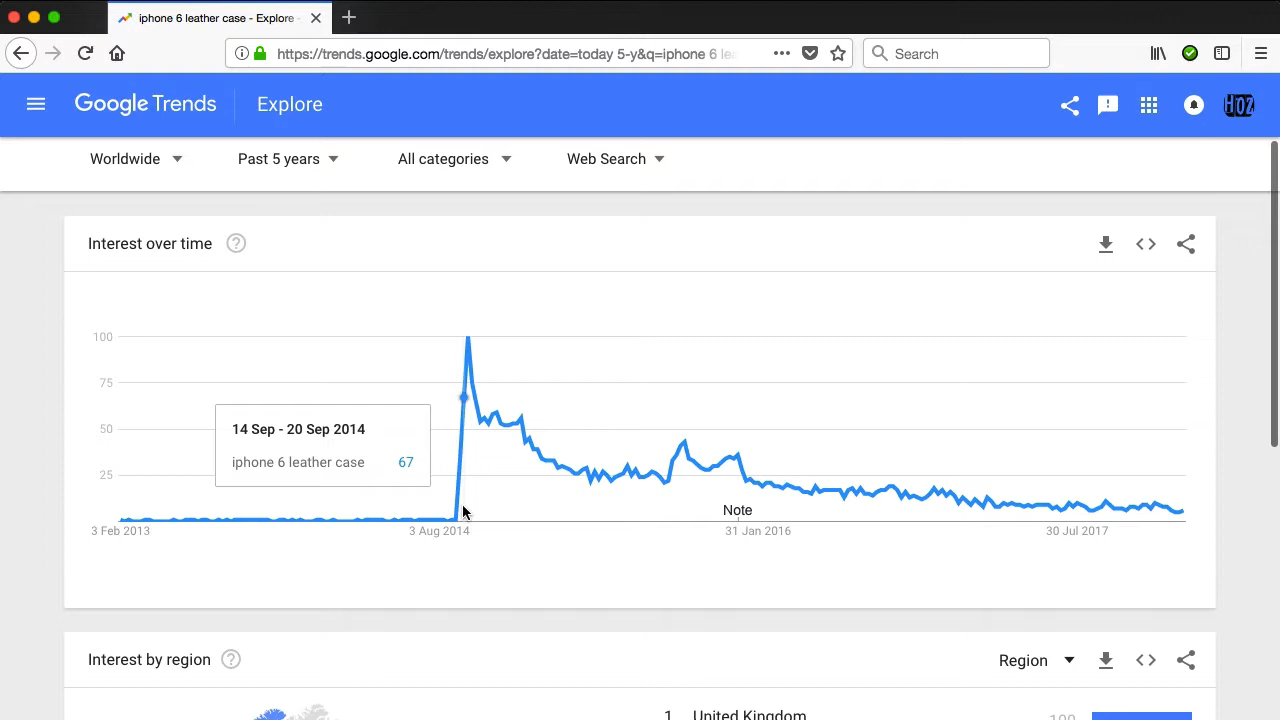 iphone 6 leather case - Explore -
https://trends.google.com/trends/explore?date=today 5-y&q=iphone 6 le
Search
Google Trends
Explore
HOZ
Worldwide
Past 5 years
All categories
Web Search
Interest over time
100
75
50
25
14 Sep - 20 Sep 2014
iphone 6 leather case 67
Note
3 Feb 2013
3 Aug 2014
31 Jan 2016
30 Jul 2017
Interest by region
Region
1 United Kingdom 100